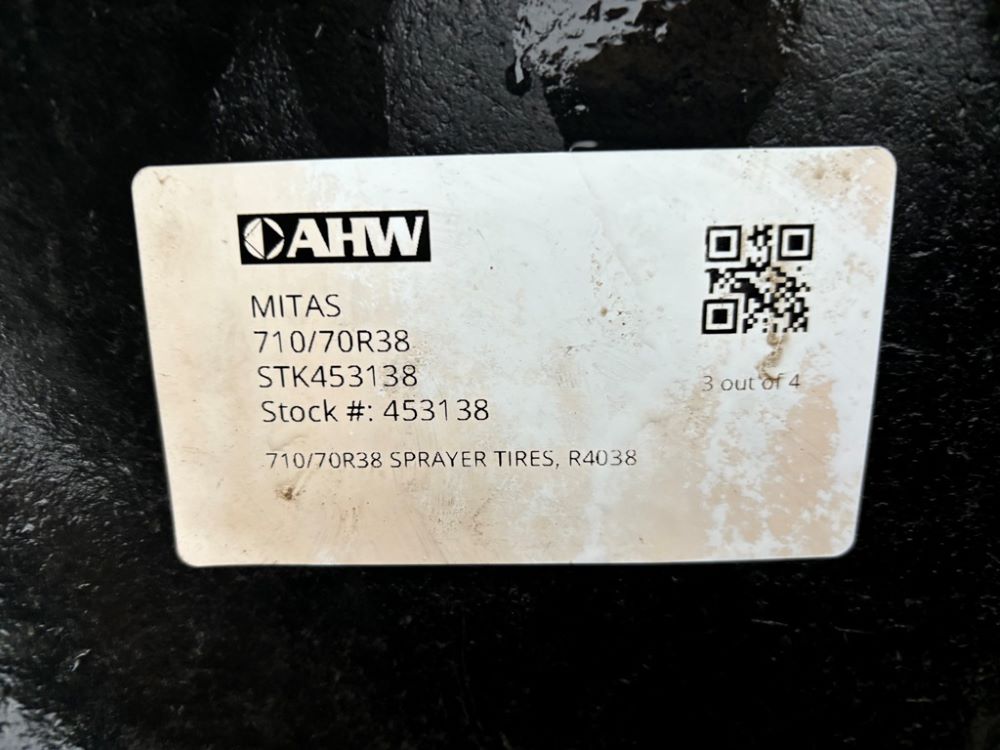 AHW
MITAS
710/70R38
STK453138
Stock #: 453138
3 out of 4
710/70R38 SPRAYER TIRES, R4038